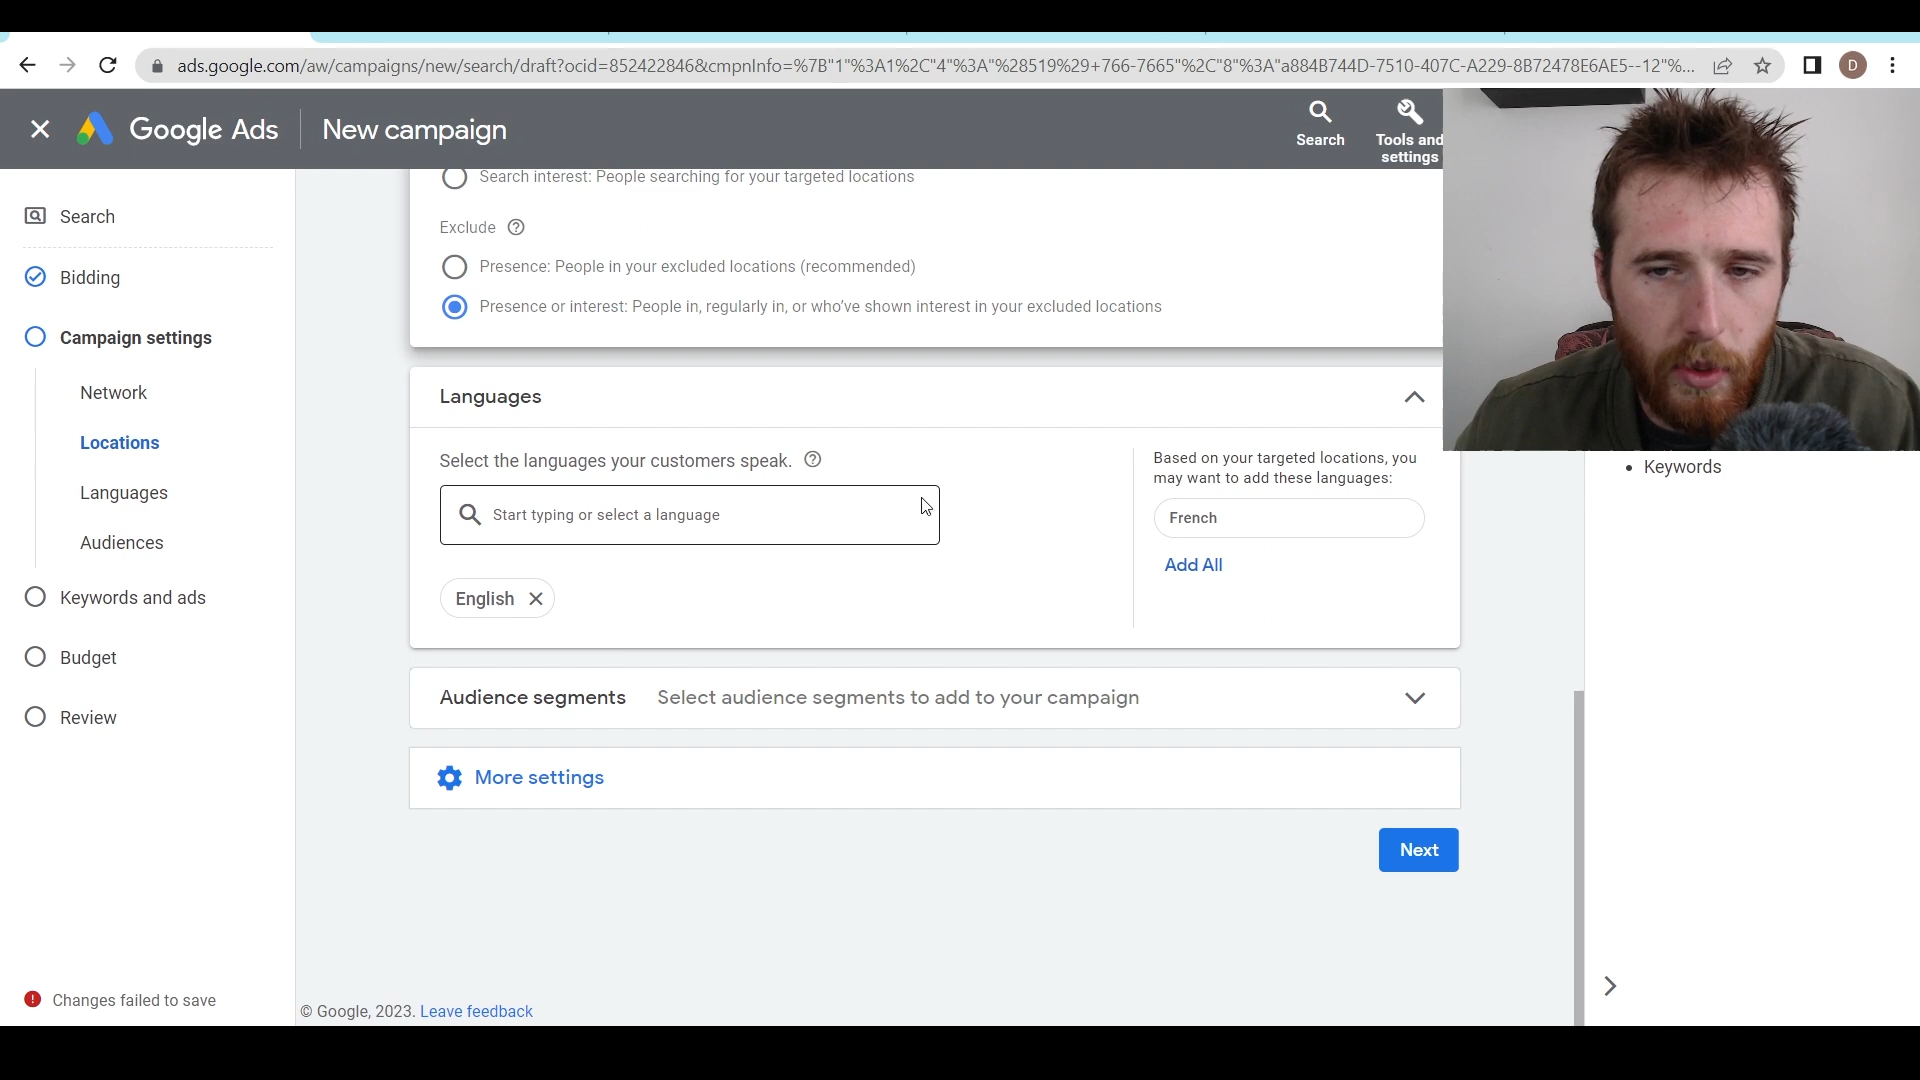 ads.google.com/aw/campaigns/new/search/draft?ocid=852422846&cmpnInfo=%7B"1"%3A1%2C"4"%3A"%28519%29+766-7665"%2C"8"%3A"a884B744D-7510-407C-A229-8B72478E6AE5--12"%...
D
Google Ads
New campaign
Search
Tools and
settings
Search
Bidding
Campaign settings
Network
Locations
Languages
Audiences
Keywords and ads
Budget
Review
Changes failed to save
Search interest: People searching for your targeted locations
Exclude
Presence: People in your excluded locations (recommended)
Presence or interest: People in, regularly in, or who've shown interest in your excluded locations
Languages
Select the languages your customers speak.
Start typing or select a language
English
Based on your targeted locations, you
may want to add these languages:
French
Add All
Audience segments Select audience segments to add to your campaign
More settings
Next
• Keywords
© Google, 2023. Leave feedback